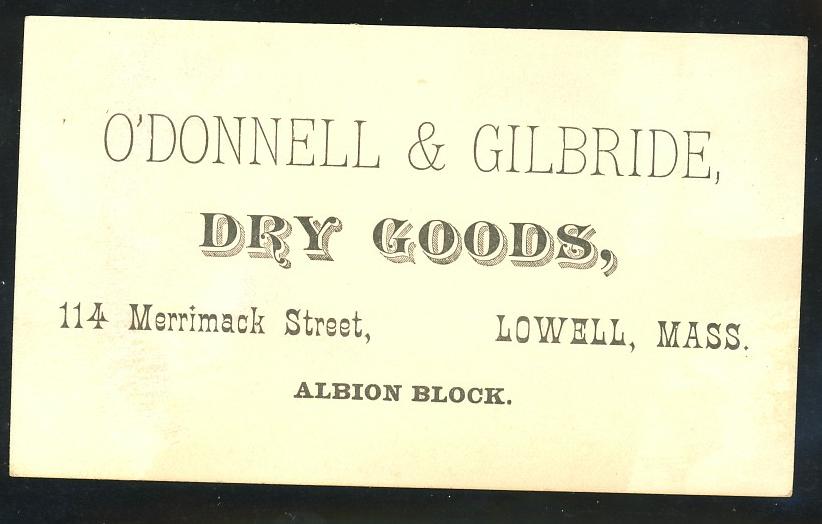 O'DONNELL & GILBRIDE,
DRY GOODS,
114 Merrimack Street, LOWELL, MASS.
ALBION BLOCK.